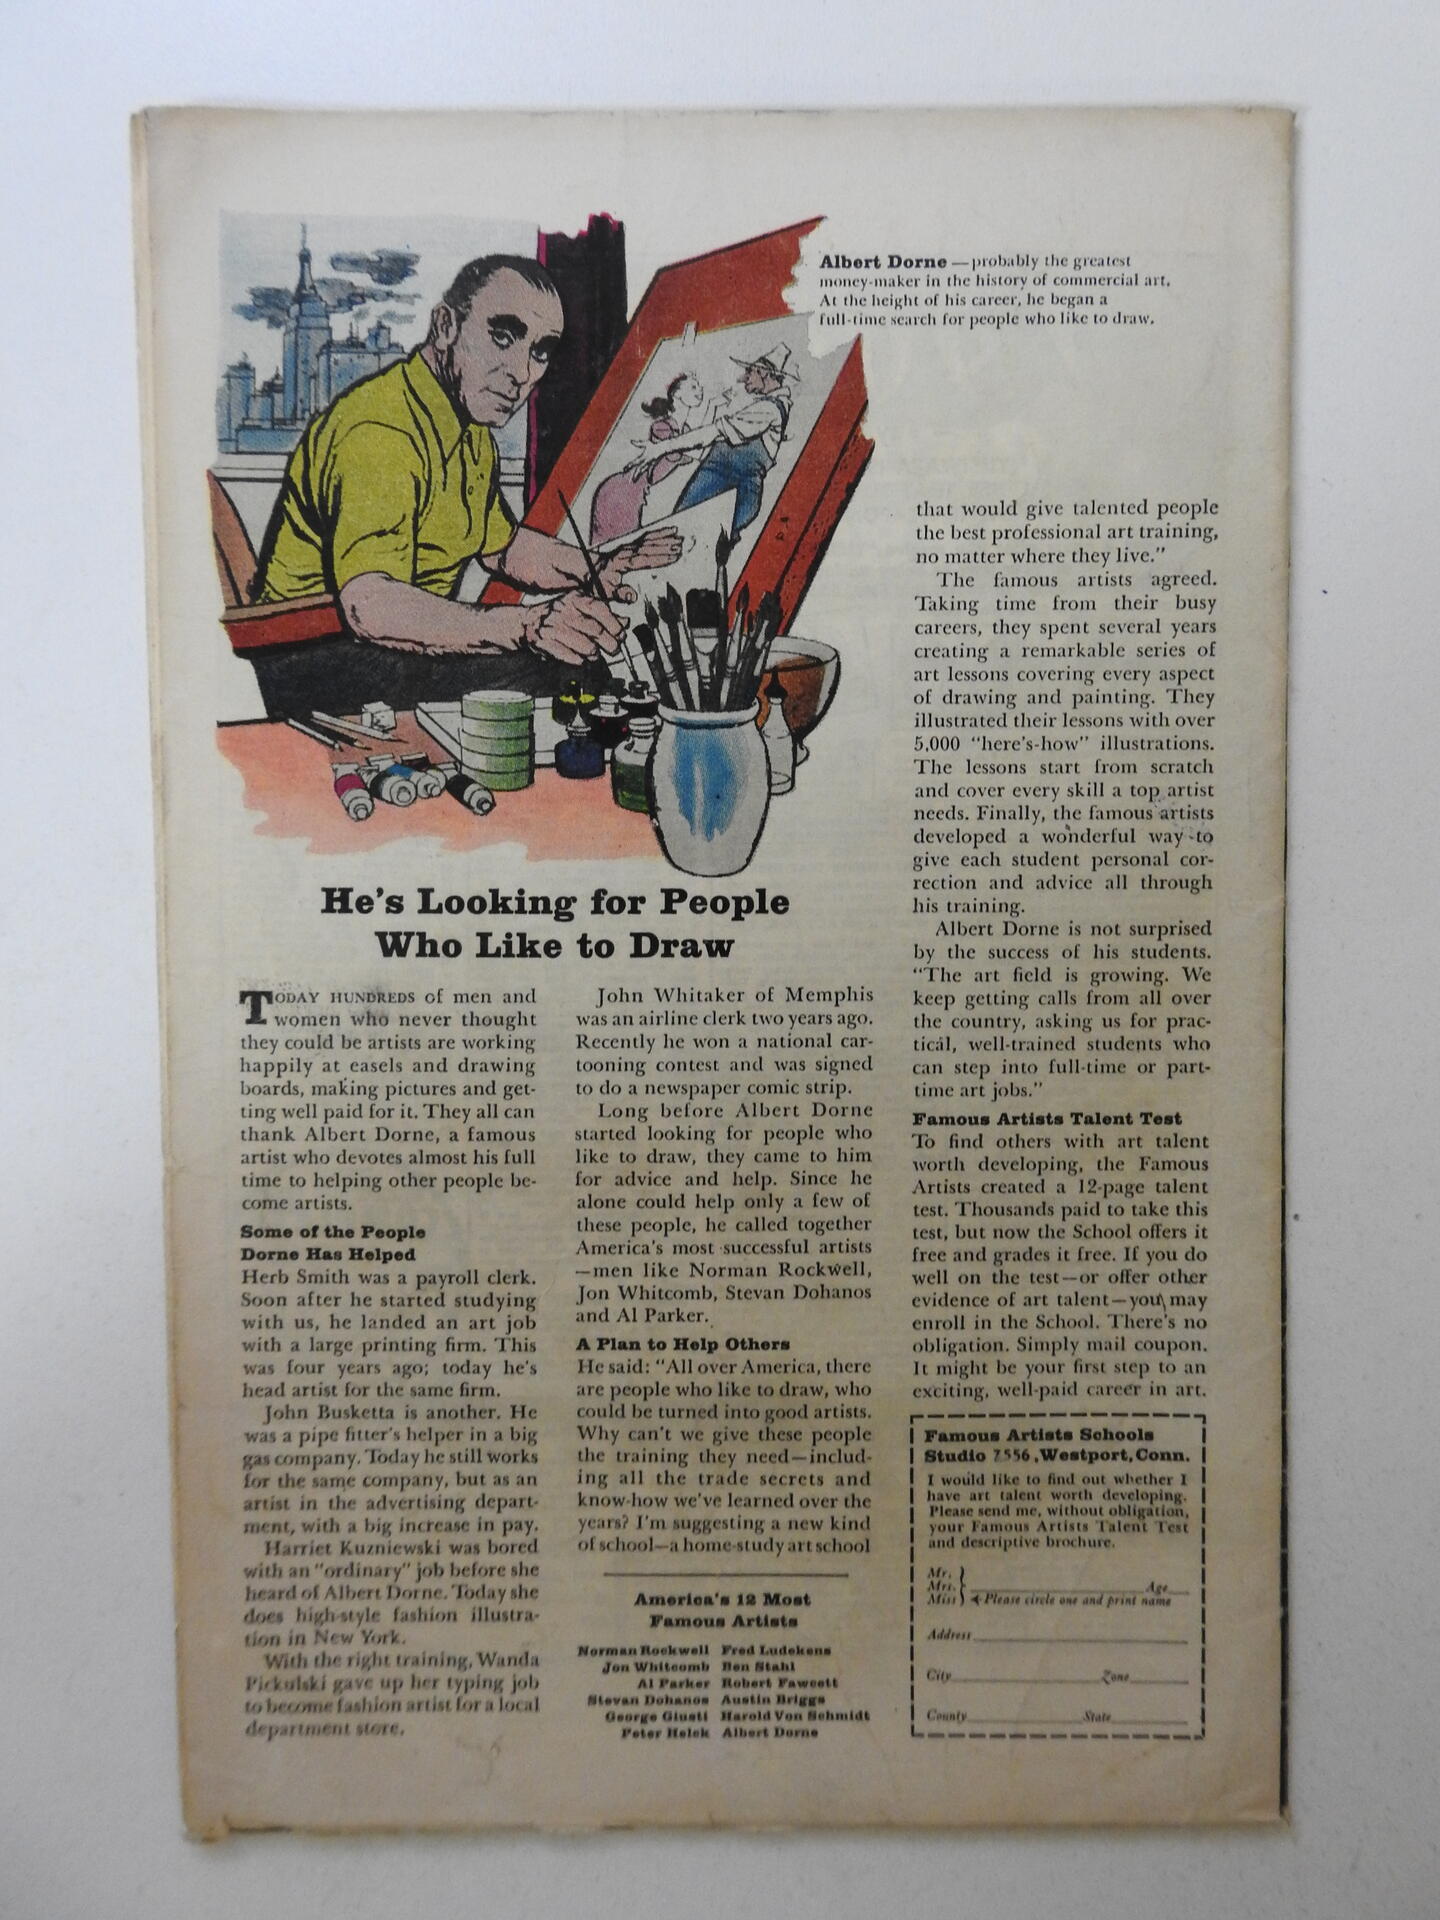 Albert Dorne — probably the greatest
money-maker in the history of commercial art.
At the height of his career, he began a
full-time search for people who like to draw.
He's Looking for People
Who Like to Draw
TODAY HUNDREDS of men and
women who never thought
they could be artists are working
happily at easels and drawing
boards, making pictures and get-
ting well paid for it. They all can
thank Albert Dorne, a famous
artist who devotes almost his full
time to helping other people be-
come artists.
Some of the People
Dorne Has Helped
Herb Smith was a payroll clerk.
Soon after he started studying
with us, he landed an art job
with a large printing firm. This
was four years ago; today he's
head artist for the same firm.
John Busketta is another. He
was a pipe fitter's helper in a big
gas company. Today he still works
for the same company, but as an
artist in the advertising depart-
ment, with a big increase in pay.
Harriet Kuzniewski was bored
with an "ordinary" job before she
heard of Albert Dorne. Today she
does high-style fashion illustra-
tion in New York.
With the right training, Wanda
Pickulski gave up her typing job
to become fashion artist for a local
department store.
John Whitaker of Memphis
was an airline clerk two years ago.
Recently he won a national car-
tooning contest and was signed
to do a newspaper comic strip.
Long before Albert Dorne
started looking for people who
like to draw, they came to him
for advice and help. Since he
alone could help only a few of
these people, he called together
America's most successful artists
—men like Norman Rockwell,
Jon Whitcomb, Stevan Dohanos
and Al Parker.
A Plan to Help Others
He said: "All over America, there
are people who like to draw, who
could be turned into good artists.
Why can't we give these people
the training they need—includ-
ing all the trade secrets and
know-how we've learned over the
years? I'm suggesting a new kind
of school—a home study art school
America's 12 Most
Famous Artists
Norman Rockwell Fred Ludekens
Jon Whitcomb Ben Stahl
Al Parker Robert Fawcett
Stevan Dohanos Austin Briggs
George Giusti Harold Von Schmidt
Peter Helck Albert Dorne
that would give talented people
the best professional art training,
no matter where they live."
The famous artists agreed.
Taking time from their busy
careers, they spent several years
creating a remarkable series of
art lessons covering every aspect
of drawing and painting. They
illustrated their lessons with over
5,000 "here's-how" illustrations.
The lessons start from scratch
and cover every skill a top artist
needs. Finally, the famous artists
developed a wonderful way to
give each student personal cor-
rection and advice all through
his training.
Albert Dorne is not surprised
by the success of his students.
"The art field is growing. We
keep getting calls from all over
the country, asking us for prac-
tical, well-trained students who
can step into full-time or part-
time art jobs."
Famous Artists Talent Test
To find others with art talent
worth developing, the Famous
Artists created a 12-page talent
test. Thousands paid to take this
test, but now the School offers it
free and grades it free. If you do
well on the test—or offer other
evidence of art talent—you may
enroll in the School. There's no
obligation. Simply mail coupon.
It might be your first step to an
exciting, well-paid career in art.
Famous Artists Schools
Studio 7556, Westport, Conn.
I would like to find out whether I
have art talent worth developing.
Please send me, without obligation,
your Famous Artists Talent Test
and descriptive brochure.
Mr.
Mrs. Age
Miss Please circle one and print name
Address
City Zone
County State